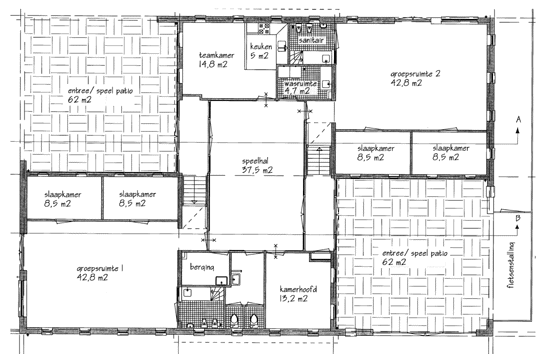 teamkamer
14,8 m2
keuken
5 m2
sanitair
wasruimte
4,7 m2
entree/ speel patio
62 m2
groepsruimte 2
42,8 m2
A
slaapkamer
8,5 m2
slaapkamer
8,5 m2
speelhal
37,5 m2
slaapkamer
8,5 m2
slaapkamer
8,5 m2
B
entree/ speel patio
62 m2
fietsenstalling
groepsruimte 1
42,8 m2
berging
kamerhoofd
13,2 m2